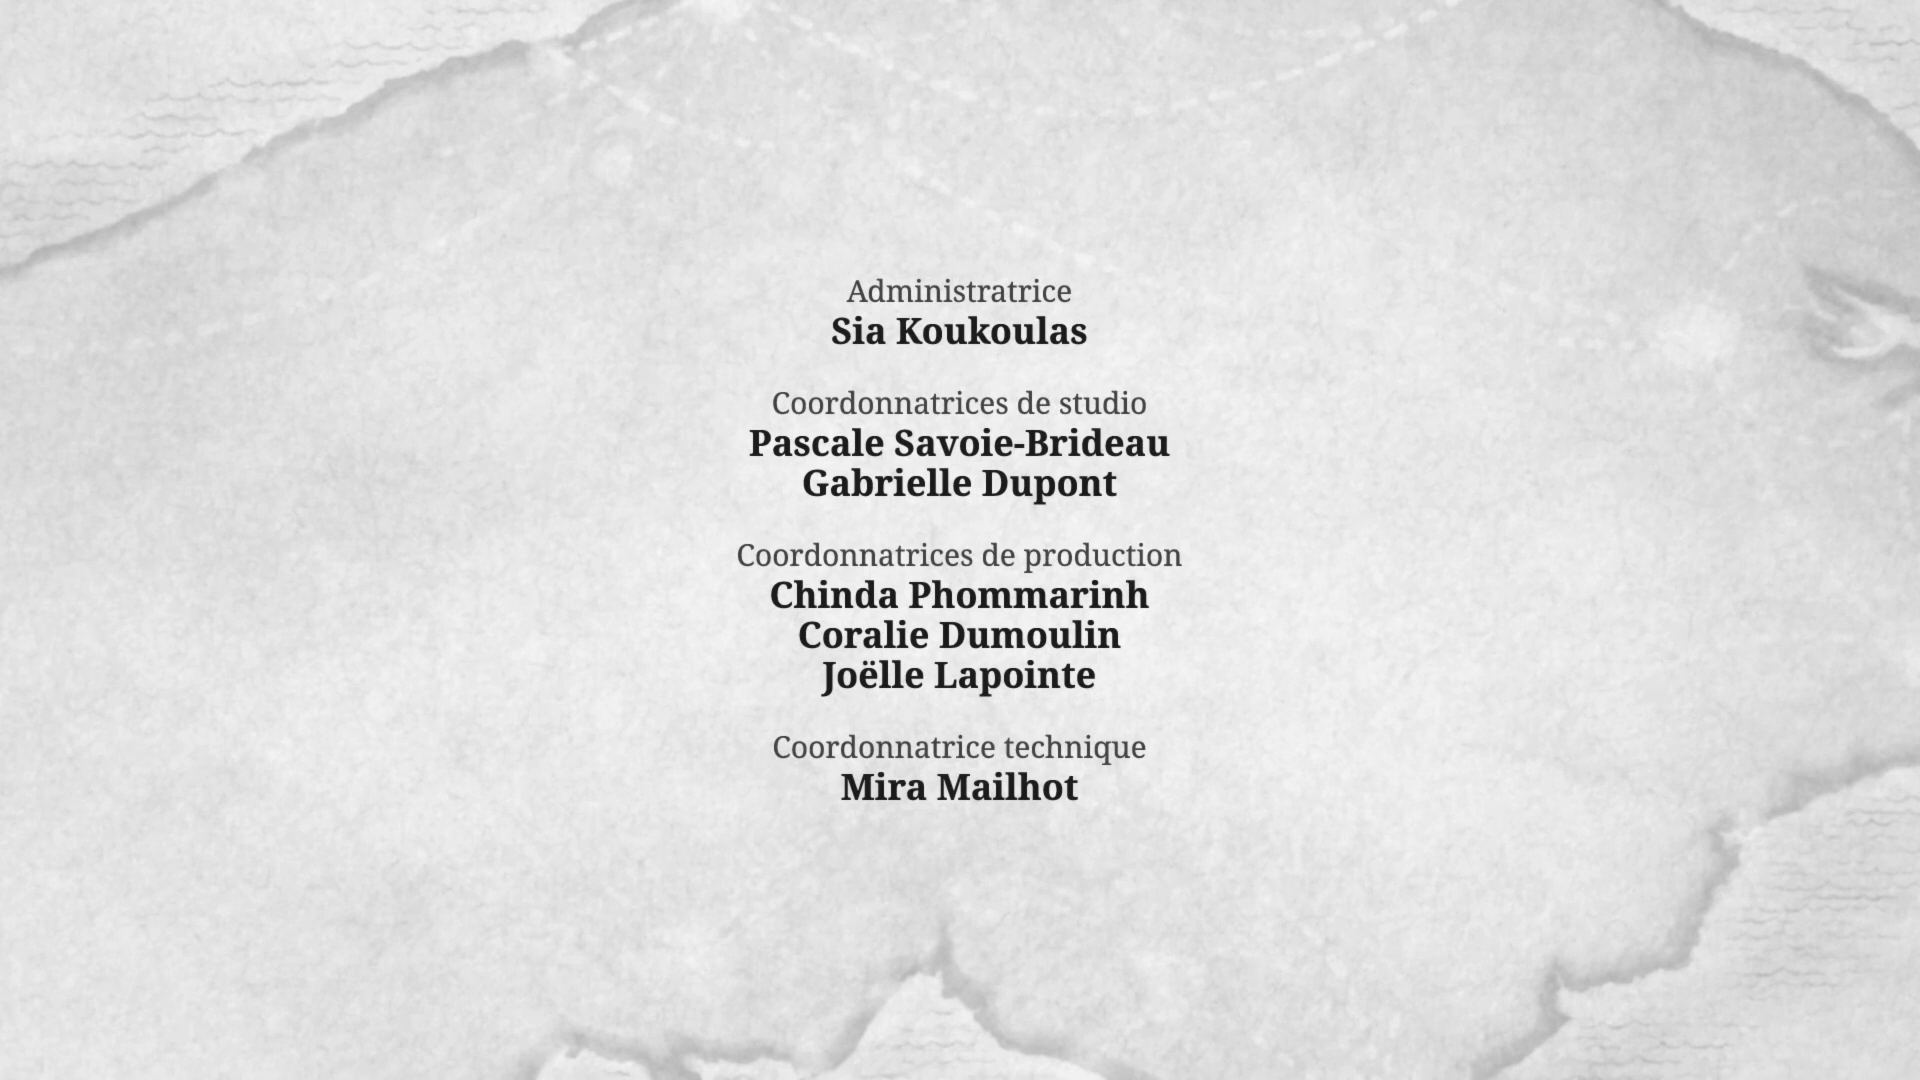 Administratrice
Sia Koukoulas
Coordonnatrices de studio
Pascale Savoie-Brideau
Gabrielle Dupont
Coordonnatrices de production
Chinda Phommarinh
Coralie Dumoulin
Joëlle Lapointe
Coordonnatrice technique
Mira Mailhot